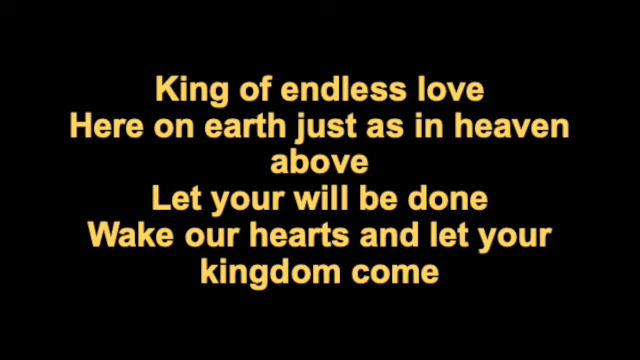 King of endless love
Here on earth just as in heaven
above
Let your will be done
Wake our hearts and let your
kingdom come